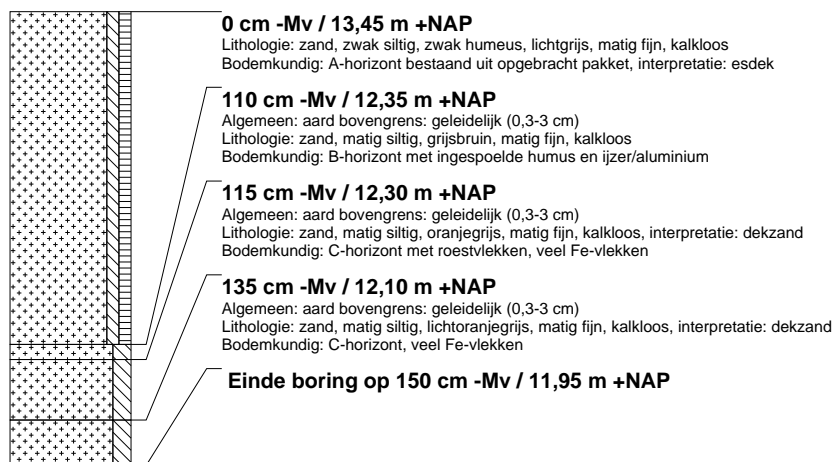 0 cm -Mv / 13,45 m +NAP
Lithologie: zand, zwak siltig, zwak humeus, lichtgrijs, matig fijn, kalkloos
Bodemkundig: A-horizont bestaand uit opgebracht pakket, interpretatie: esdek
110 cm -Mv / 12,35 m +NAP
Algemeen: aard bovengrens: geleidelijk (0,3-3 cm)
Lithologie: zand, matig siltig, grijsbruin, matig fijn, kalkloos
Bodemkundig: B-horizont met ingespoelde humus en ijzer/aluminium
115 cm -Mv / 12,30 m +NAP
Algemeen: aard bovengrens: geleidelijk (0,3-3 cm)
Lithologie: zand, matig siltig, oranjegrijs, matig fijn, kalkloos, interpretatie: dekzand
Bodemkundig: C-horizont met roestvlekken, veel Fe-vlekken
135 cm -Mv / 12,10 m +NAP
Algemeen: aard bovengrens: geleidelijk (0,3-3 cm)
Lithologie: zand, matig siltig, lichtoranjegrijs, matig fijn, kalkloos, interpretatie: dekzand
Bodemkundig: C-horizont, veel Fe-vlekken
Einde boring op 150 cm -Mv / 11,95 m +NAP